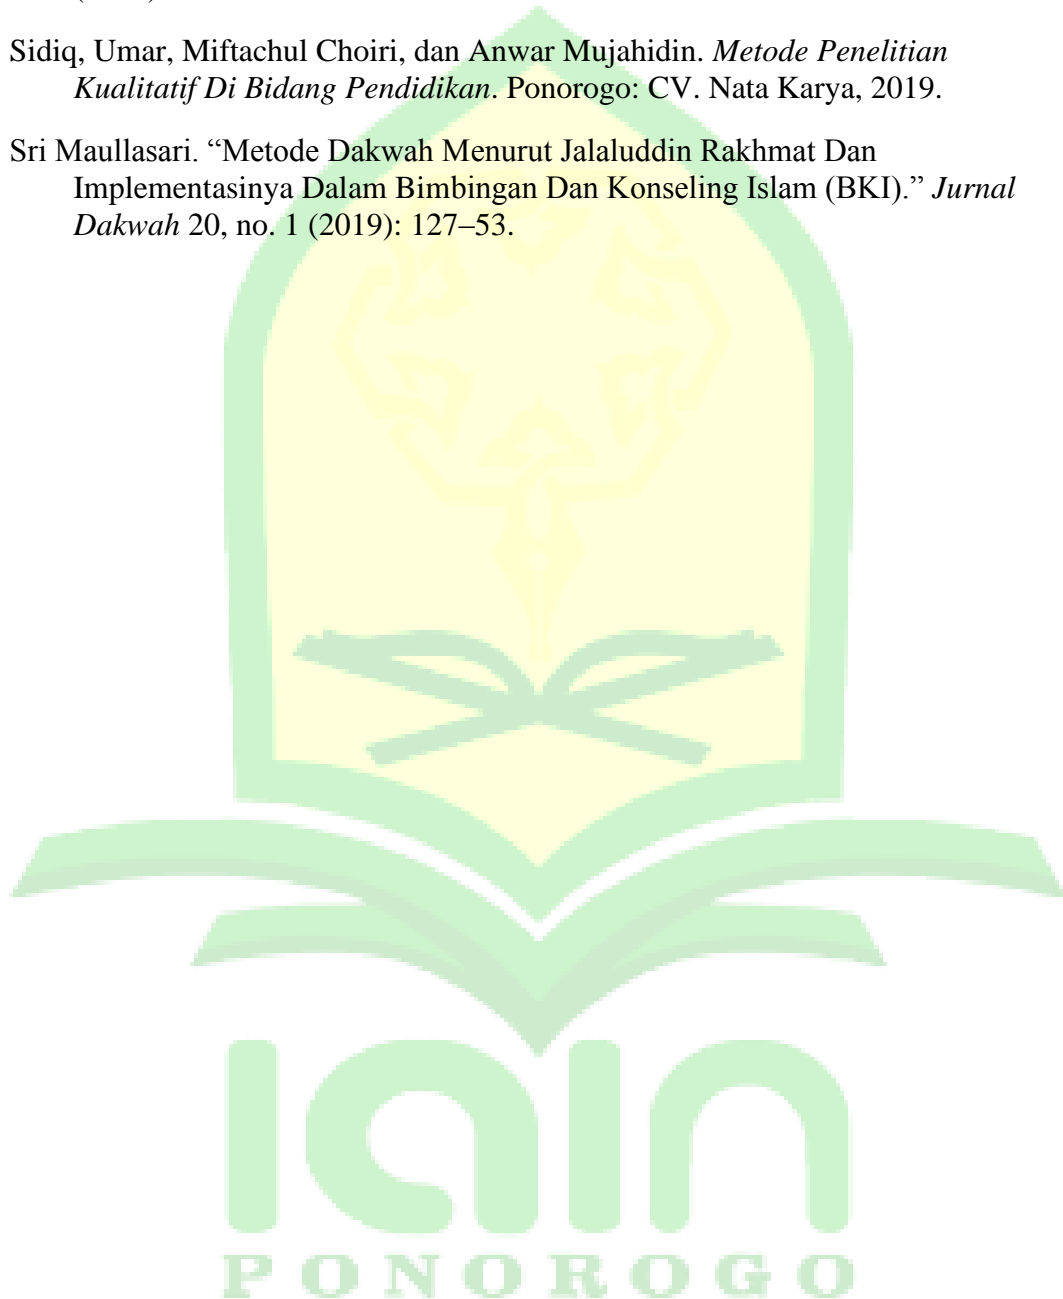 Sidiq, Umar, Miftachul Choiri, dan Anwar Mujahidin. Metode Penelitian
Kualitatif Di Bidang Pendidikan. Ponorogo: CV. Nata Karya, 2019.
Sri Maullasari. “Metode Dakwah Menurut Jalaluddin Rakhmat Dan
Implementasinya Dalam Bimbingan Dan Konseling Islam (BKI).” Jurnal
Dakwah 20, no. 1 (2019): 127–53.
iain
PONOROGO